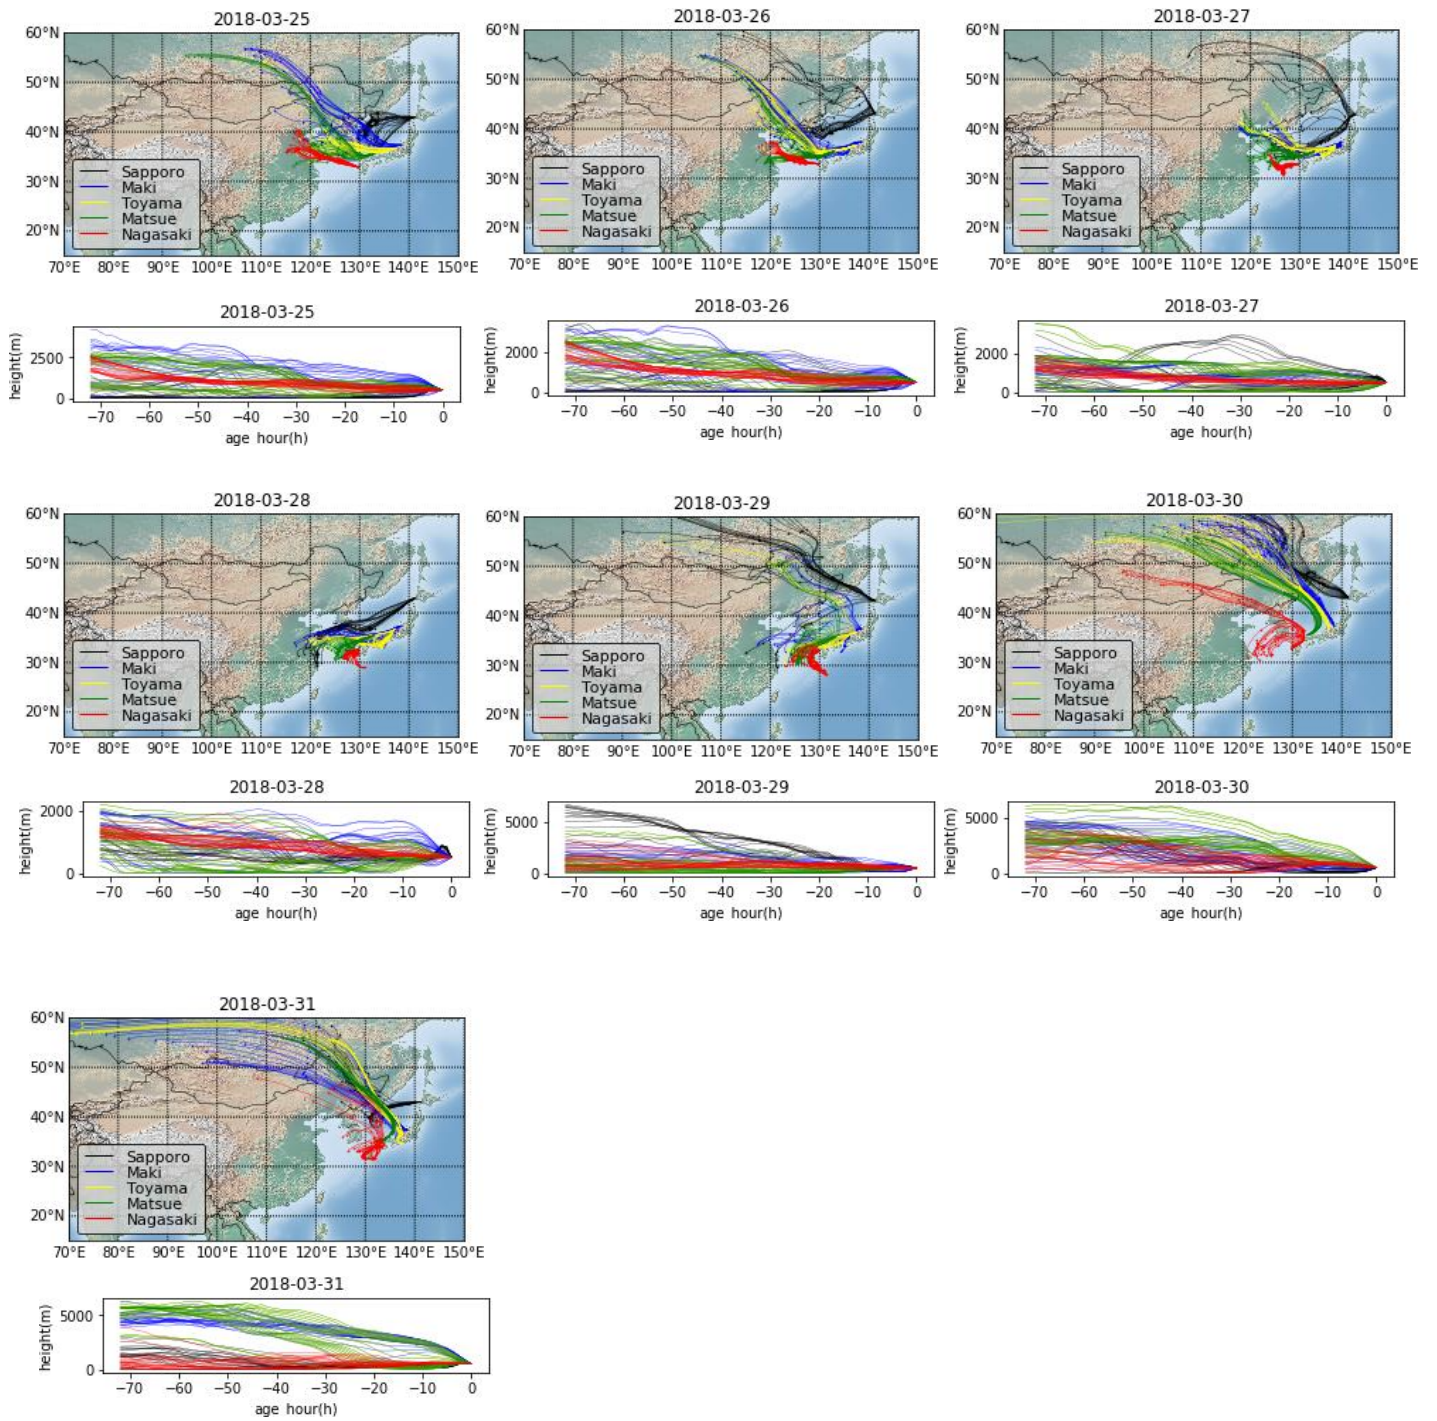 2018-03-25
60°N
50°N
40°N
30°N
20°N
70°E 80°E 90°E 100°E 110°E 120°E 130°E 140°E 150°E
Sapporo
Maki
Toyama
Matsue
Nagasaki
2018-03-26
60°N
50°N
40°N
30°N
20°N
70°E 80°E 90°E 100°E 110°E 120°E 130°E 140°E 150°E
Sapporo
Maki
Toyama
Matsue
Nagasaki
2018-03-27
60°N
50°N
40°N
30°N
20°N
70°E 80°E 90°E 100°E 110°E 120°E 130°E 140°E 150°E
Sapporo
Maki
Toyama
Matsue
Nagasaki
2018-03-25
height(m)
2500
0
−70 −60 −50 −40 −30 −20 −10 0
age hour(h)
2018-03-26
height(m)
2000
0
−70 −60 −50 −40 −30 −20 −10 0
age hour(h)
2018-03-27
height(m)
2000
0
−70 −60 −50 −40 −30 −20 −10 0
age hour(h)
2018-03-28
60°N
50°N
40°N
30°N
20°N
70°E 80°E 90°E 100°E 110°E 120°E 130°E 140°E 150°E
Sapporo
Maki
Toyama
Matsue
Nagasaki
2018-03-29
60°N
50°N
40°N
30°N
20°N
70°E 80°E 90°E 100°E 110°E 120°E 130°E 140°E 150°E
Sapporo
Maki
Toyama
Matsue
Nagasaki
2018-03-30
60°N
50°N
40°N
30°N
20°N
70°E 80°E 90°E 100°E 110°E 120°E 130°E 140°E 150°E
Sapporo
Maki
Toyama
Matsue
Nagasaki
2018-03-28
height(m)
2000
0
−70 −60 −50 −40 −30 −20 −10 0
age hour(h)
2018-03-29
height(m)
5000
0
−70 −60 −50 −40 −30 −20 −10 0
age hour(h)
2018-03-30
height(m)
5000
0
−70 −60 −50 −40 −30 −20 −10 0
age hour(h)
2018-03-31
60°N
50°N
40°N
30°N
20°N
70°E 80°E 90°E 100°E 110°E 120°E 130°E 140°E 150°E
Sapporo
Maki
Toyama
Matsue
Nagasaki
2018-03-31
height(m)
5000
0
−70 −60 −50 −40 −30 −20 −10 0
age hour(h)